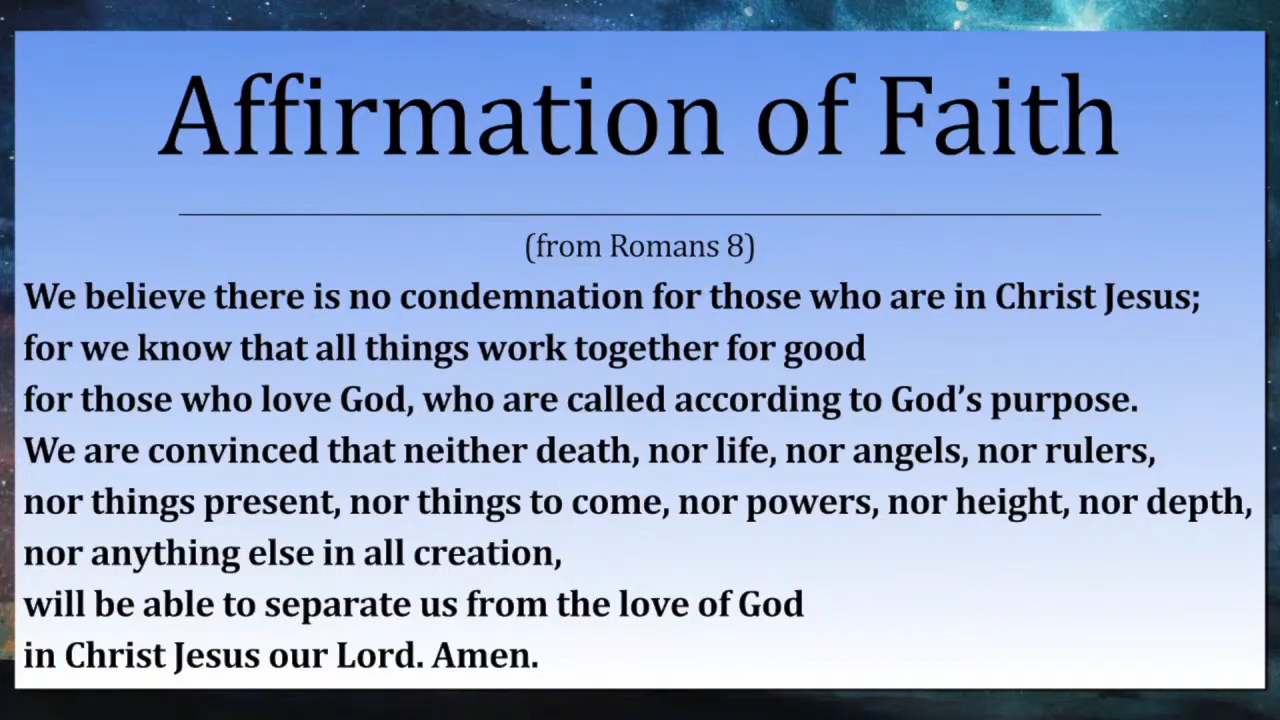 Affirmation of Faith
(from Romans 8)
We believe there is no condemnation for those who are in Christ Jesus;
for we know that all things work together for good
for those who love God, who are called according to God’s purpose.
We are convinced that neither death, nor life, nor angels, nor rulers,
nor things present, nor things to come, nor powers, nor height, nor depth,
nor anything else in all creation,
will be able to separate us from the love of God
in Christ Jesus our Lord. Amen.